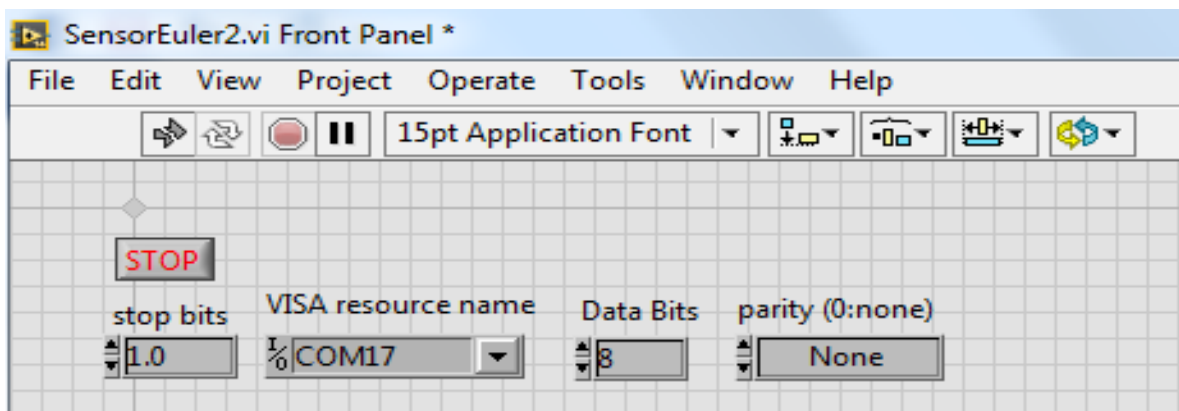 SensorEuler2.vi Front Panel *
File Edit View Project Operate Tools Window Help
15pt Application Font
STOP
stop bits VISA resource name Data Bits parity (0:none)
1.0 I/O COM17 8 None